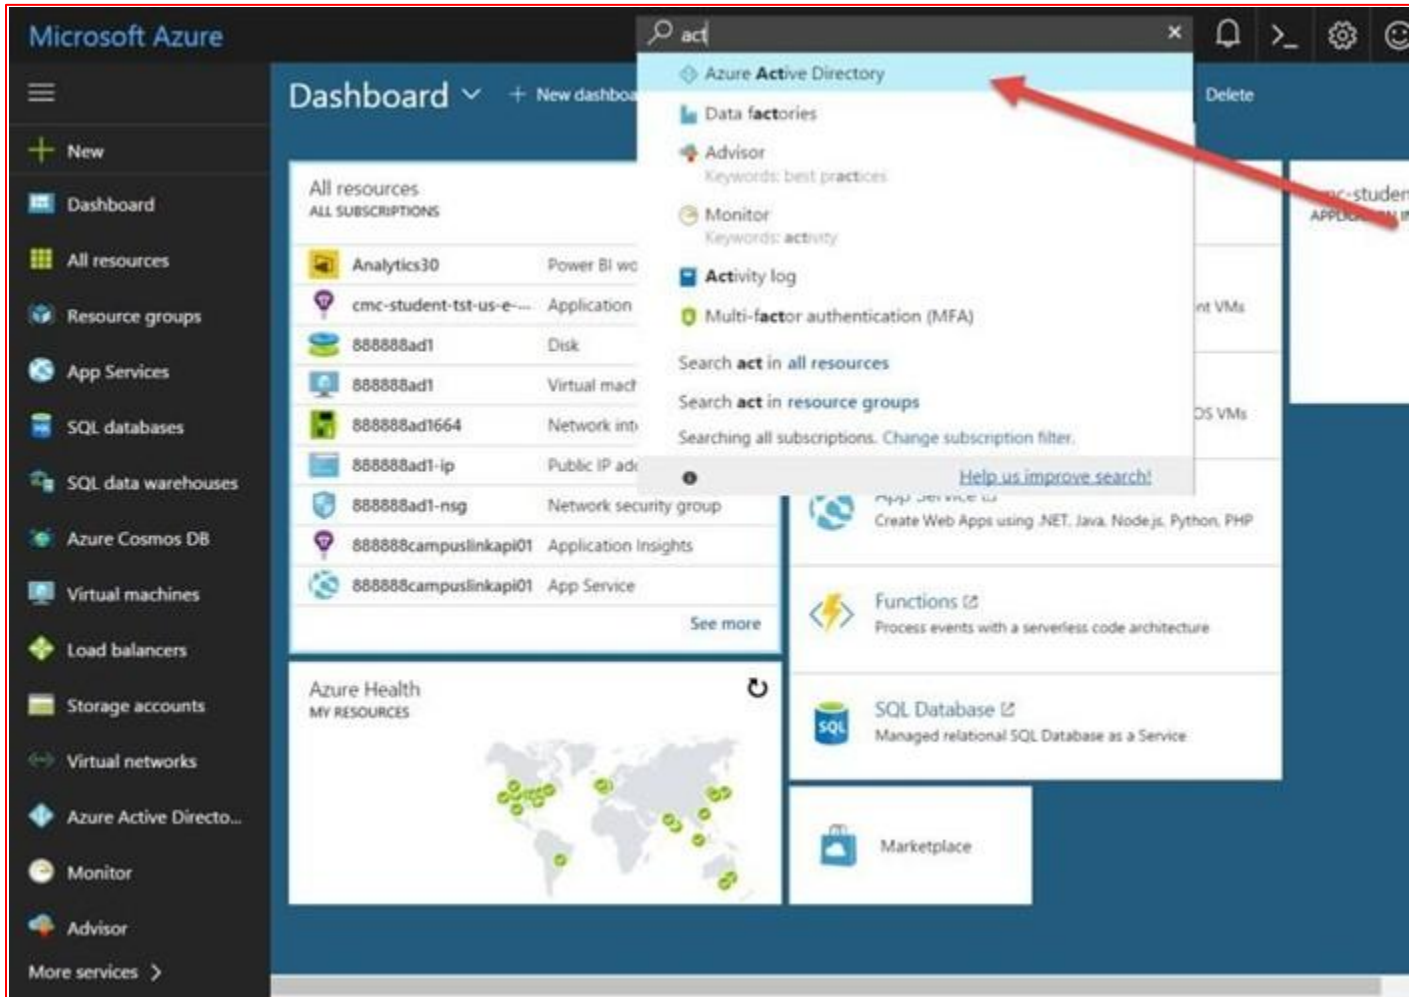 Microsoft Azure
act
Azure Active Directory
Data factories
Advisor
Keywords: best practices
Monitor
Keywords: activity
Activity log
Multi-factor authentication (MFA)
Search act in all resources
Search act in resource groups
Searching all subscriptions. Change subscription filter.
Help us improve search!
New
Dashboard
All resources
Resource groups
App Services
SQL databases
SQL data warehouses
Azure Cosmos DB
Virtual machines
Load balancers
Storage accounts
Virtual networks
Azure Active Directo...
Monitor
Advisor
More services
Dashboard
New dashboa
Delete
All resources
ALL SUBSCRIPTIONS
Analytics30 Power BI wo
cmc-student-tst-us-e-... Application
888888ad1 Disk
888888ad1 Virtual mach
888888ad1664 Network int
888888ad1-ip Public IP ad
888888ad1-nsg Network security group
888888campuslinkapi01 Application Insights
888888campuslinkapi01 App Service
See more
Azure Health
MY RESOURCES
nt VMs
OS VMs
App Service
Create Web Apps using .NET, Java, Node.js, Python, PHP
Functions
Process events with a serverless code architecture
SQL
SQL Database
Managed relational SQL Database as a Service
Marketplace
mc-studen